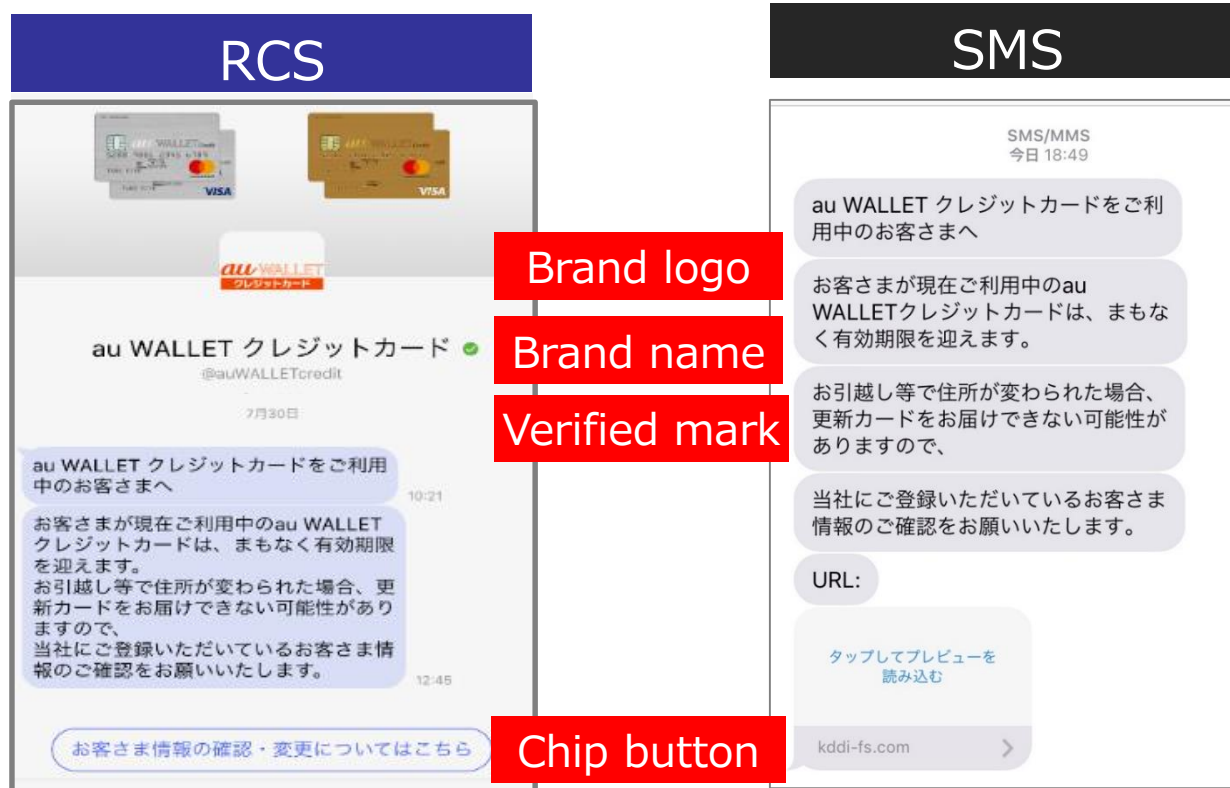 RCS
SMS
au WALLET
VISA
au WALLET
VISA
au WALLET
クレジットカード
au WALLET クレジットカード
@auWALLETcredit
7月30日
au WALLET クレジットカードをご利用
中のお客さまへ
10:21
お客さまが現在ご利用中のau WALLET
クレジットカードは、まもなく有効期限
を迎えます。
お引越し等で住所が変わられた場合、更
新カードをお届けできない可能性があり
ますので、
当社にご登録いただいているお客さま情
報のご確認をお願いいたします。
12:45
お客さま情報の確認・変更についてはこちら
Brand logo
Brand name
Verified mark
Chip button
SMS/MMS
今日 18:49
au WALLET クレジットカードをご利
用中のお客さまへ
お客さまが現在ご利用中のau
WALLETクレジットカードは、まもな
く有効期限を迎えます。
お引越し等で住所が変わられた場合、
更新カードをお届けできない可能性が
ありますので、
当社にご登録いただいているお客さま
情報のご確認をお願いいたします。
URL:
タップしてプレビューを
読み込む
kddi-fs.com